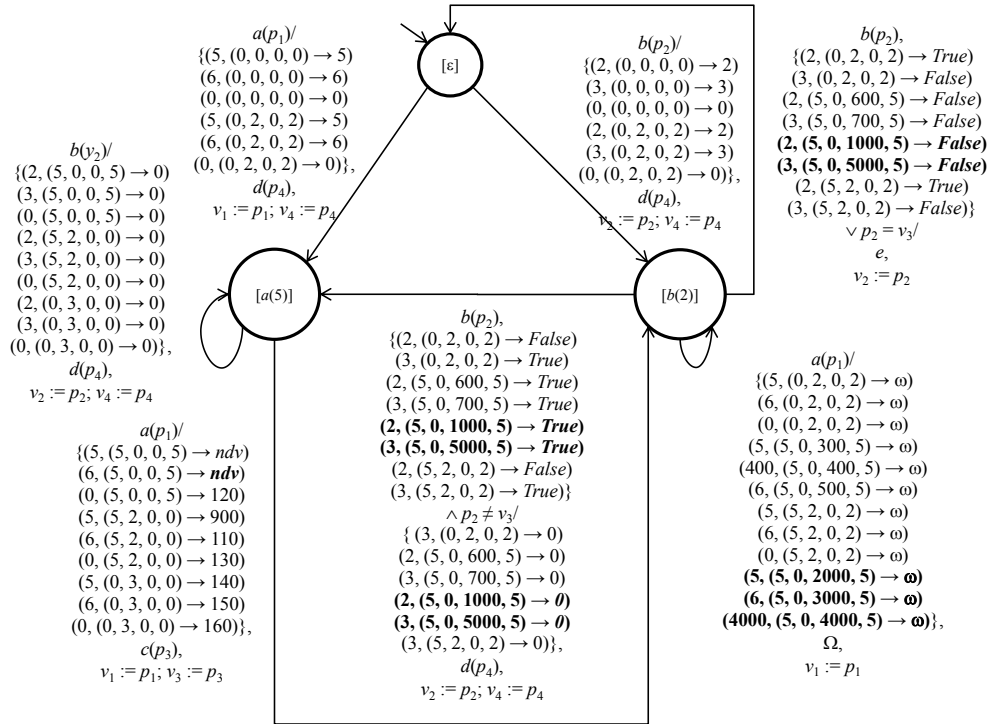 a(p₁)/
{(5, (0, 0, 0, 0) → 5)
(6, (0, 0, 0, 0) → 6)
(0, (0, 0, 0, 0) → 0)
(5, (0, 2, 0, 2) → 5)
(6, (0, 2, 0, 2) → 6)
(0, (0, 2, 0, 2) → 0)},
d(p₄),
v₁ := p₁; v₄ := p₄
[ε]
b(p₂)/
{(2, (0, 0, 0, 0) → 2)
(3, (0, 0, 0, 0) → 3)
(0, (0, 0, 0, 0) → 0)
(2, (0, 2, 0, 2) → 2)
(3, (0, 2, 0, 2) → 3)
(0, (0, 2, 0, 2) → 0)},
d(p₄),
v₂ := p₂; v₄ := p₄
b(p₂),
{(2, (0, 2, 0, 2) → True)
(3, (0, 2, 0, 2) → False)
(2, (5, 0, 600, 5) → False)
(3, (5, 0, 700, 5) → False)
(2, (5, 0, 1000, 5) → False)
(3, (5, 0, 5000, 5) → False)
(2, (5, 2, 0, 2) → True)
(3, (5, 2, 0, 2) → False)}
∨ p₂ = v₃/
e,
v₂ := p₂
b(y₂)/
{(2, (5, 0, 0, 5) → 0)
(3, (5, 0, 0, 5) → 0)
(0, (5, 0, 0, 5) → 0)
(2, (5, 2, 0, 0) → 0)
(3, (5, 2, 0, 0) → 0)
(0, (5, 2, 0, 0) → 0)
(2, (0, 3, 0, 0) → 0)
(3, (0, 3, 0, 0) → 0)
(0, (0, 3, 0, 0) → 0)},
d(p₄),
v₂ := p₂; v₄ := p₄
[a(5)]
[b(2)]
a(p₁)/
{(5, (5, 0, 0, 5) → ndv)
(6, (5, 0, 0, 5) → ndv)
(0, (5, 0, 0, 5) → 120)
(5, (5, 2, 0, 0) → 900)
(6, (5, 2, 0, 0) → 110)
(0, (5, 2, 0, 0) → 130)
(5, (0, 3, 0, 0) → 140)
(6, (0, 3, 0, 0) → 150)
(0, (0, 3, 0, 0) → 160)},
c(p₃),
v₁ := p₁; v₃ := p₃
b(p₂),
{(2, (0, 2, 0, 2) → False)
(3, (0, 2, 0, 2) → True)
(2, (5, 0, 600, 5) → True)
(3, (5, 0, 700, 5) → True)
(2, (5, 0, 1000, 5) → True)
(3, (5, 0, 5000, 5) → True)
(2, (5, 2, 0, 2) → False)
(3, (5, 2, 0, 2) → True)}
∧ p₂ ≠ v₃/
{ (3, (0, 2, 0, 2) → 0)
(2, (5, 0, 600, 5) → 0)
(3, (5, 0, 700, 5) → 0)
(2, (5, 0, 1000, 5) → 0)
(3, (5, 0, 5000, 5) → 0)
(3, (5, 2, 0, 2) → 0)},
d(p₄),
v₂ := p₂; v₄ := p₄
a(p₁)/
{(5, (0, 2, 0, 2) → ω)
(6, (0, 2, 0, 2) → ω)
(0, (0, 2, 0, 2) → ω)
(5, (5, 0, 300, 5) → ω)
(400, (5, 0, 400, 5) → ω)
(6, (5, 0, 500, 5) → ω)
(5, (5, 2, 0, 2) → ω)
(6, (5, 2, 0, 2) → ω)
(0, (5, 2, 0, 2) → ω)
(5, (5, 0, 2000, 5) → ω)
(6, (5, 0, 3000, 5) → ω)
(4000, (5, 0, 4000, 5) → ω)},
Ω,
v₁ := p₁